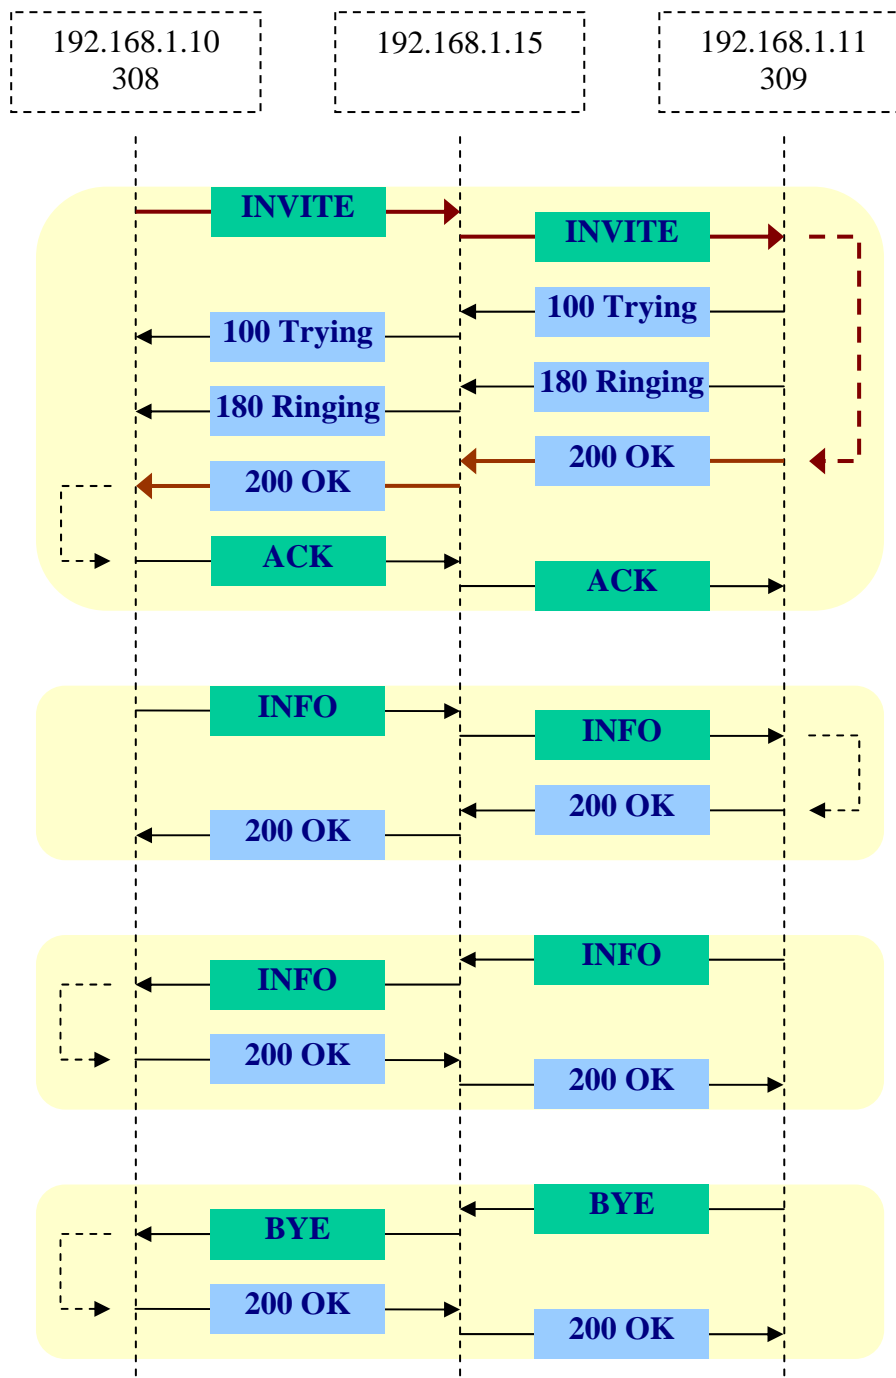 192.168.1.10
308
192.168.1.15
192.168.1.11
309
INVITE
INVITE
100 Trying
100 Trying
180 Ringing
180 Ringing
200 OK
200 OK
ACK
ACK
INFO
INFO
200 OK
200 OK
INFO
INFO
200 OK
200 OK
BYE
BYE
200 OK
200 OK